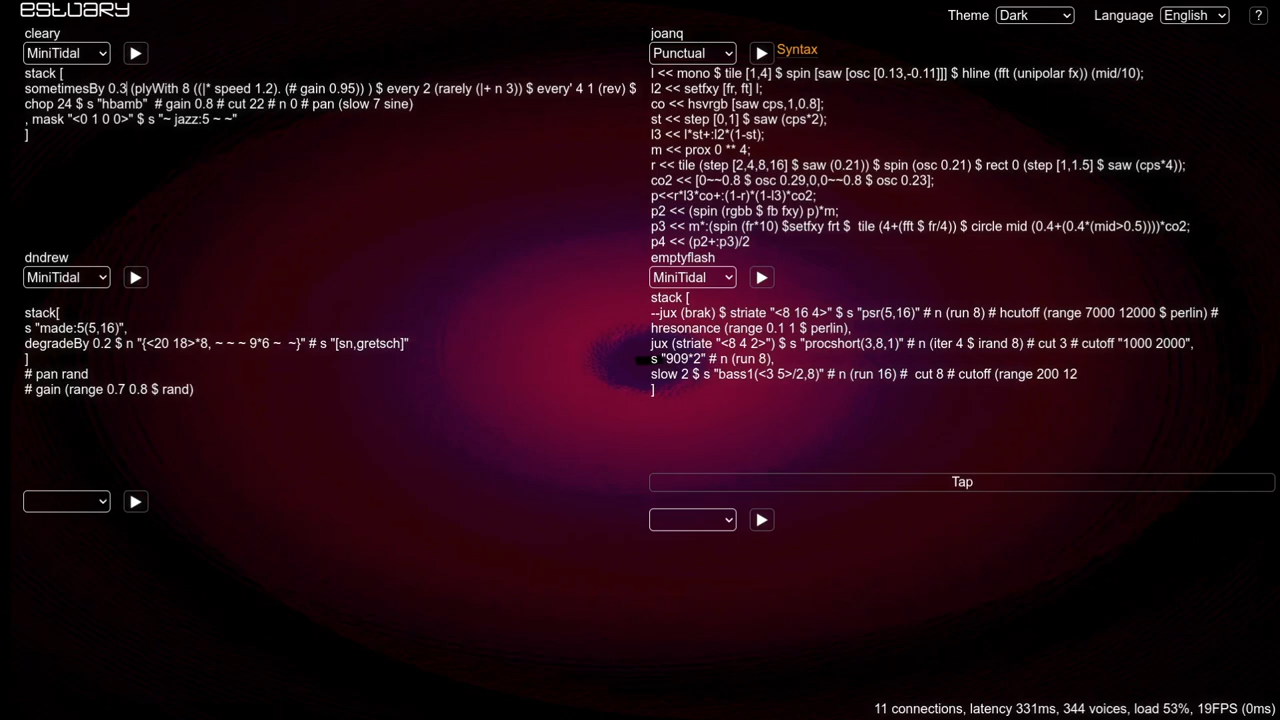 estuary
Theme Dark Language English ?
cleary
MiniTidal
stack [
sometimesBy 0.3 (plyWith 8 ((|* speed 1.2). (# gain 0.95)) ) $ every 2 (rarely (|+ n 3)) $ every' 4 1 (rev) $
chop 24 $ s "hbamb"  # gain 0.8 # cut 22 # n 0 # pan (slow 7 sine)
, mask "<0 1 0 0>" $ s "~ jazz:5 ~ ~"
]
joanq
Punctual Syntax
l << mono $ tile [1,4] $ spin [saw [osc [0.13,-0.11]]] $ hline (fft (unipolar fx)) (mid/10);
l2 << setfxy [fr, ft] l;
co << hsvrgb [saw cps,1,0.8];
st << step [0,1] $ saw (cps*2);
l3 << l*st+:l2*(1-st);
m << prox 0 ** 4;
r << tile (step [2,4,8,16] $ saw (0.21)) $ spin (osc 0.21) $ rect 0 (step [1,1.5] $ saw (cps*4));
co2 << [0~~0.8 $ osc 0.29,0,0~~0.8 $ osc 0.23];
p<<r*l3*co+:(1-r)*(1-l3)*co2;
p2 << (spin (rgbb $ fb fxy) p)*m;
p3 << m*:(spin (fr*10) $setfxy frt $  tile (4+(fft $ fr/4)) $ circle mid (0.4+(0.4*(mid>0.5))))*co2;
p4 << (p2+:p3)/2
dndrew
MiniTidal
stack[
s "made:5(5,16)",
degradeBy 0.2 $ n "{<20 18>*8, ~ ~ ~ 9*6 ~  ~}" # s "[sn,gretsch]"
]
# pan rand
# gain (range 0.7 0.8 $ rand)
emptyflash
MiniTidal
stack [
--jux (brak) $ striate "<8 16 4>" $ s "psr(5,16)" # n (run 8) # hcutoff (range 7000 12000 $ perlin) #
hresonance (range 0.1 1 $ perlin),
jux (striate "<8 4 2>") $ s "procshort(3,8,1)" # n (iter 4 $ irand 8) # cut 3 # cutoff "1000 2000",
s "909*2" # n (run 8),
slow 2 $ s "bass1(<3 5>/2,8)" # n (run 16) #  cut 8 # cutoff (range 200 12
]
Tap
11 connections, latency 331ms, 344 voices, load 53%, 19FPS (0ms)